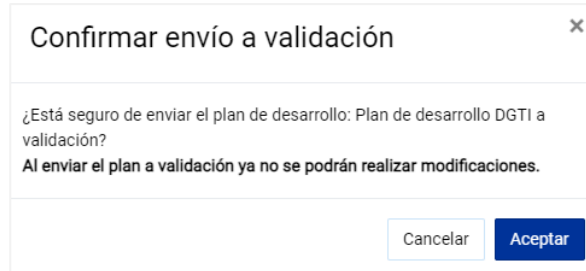 Confirmar envío a validación
×
¿Está seguro de enviar el plan de desarrollo: Plan de desarrollo DGTI a
validación?
Al enviar el plan a validación ya no se podrán realizar modificaciones.
Cancelar
Aceptar